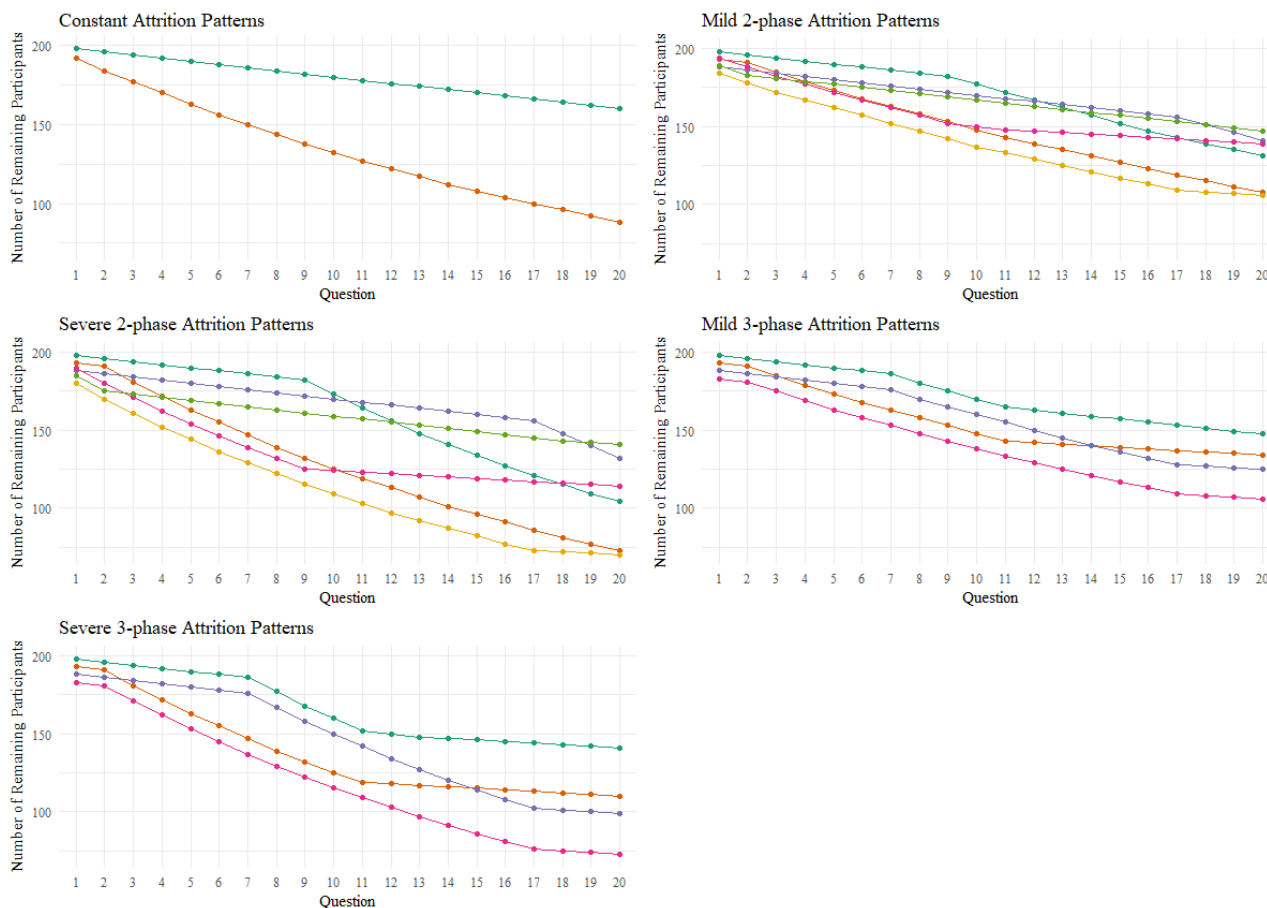 Constant Attrition Patterns
Number of Remaining Participants
200
150
100
1 2 3 4 5 6 7 8 9 10 11 12 13 14 15 16 17 18 19 20
Question
Mild 2-phase Attrition Patterns
Number of Remaining Participants
200
150
100
1 2 3 4 5 6 7 8 9 10 11 12 13 14 15 16 17 18 19 20
Question
Severe 2-phase Attrition Patterns
Number of Remaining Participants
200
150
100
1 2 3 4 5 6 7 8 9 10 11 12 13 14 15 16 17 18 19 20
Question
Mild 3-phase Attrition Patterns
Number of Remaining Participants
200
150
100
1 2 3 4 5 6 7 8 9 10 11 12 13 14 15 16 17 18 19 20
Question
Severe 3-phase Attrition Patterns
Number of Remaining Participants
200
150
100
1 2 3 4 5 6 7 8 9 10 11 12 13 14 15 16 17 18 19 20
Question